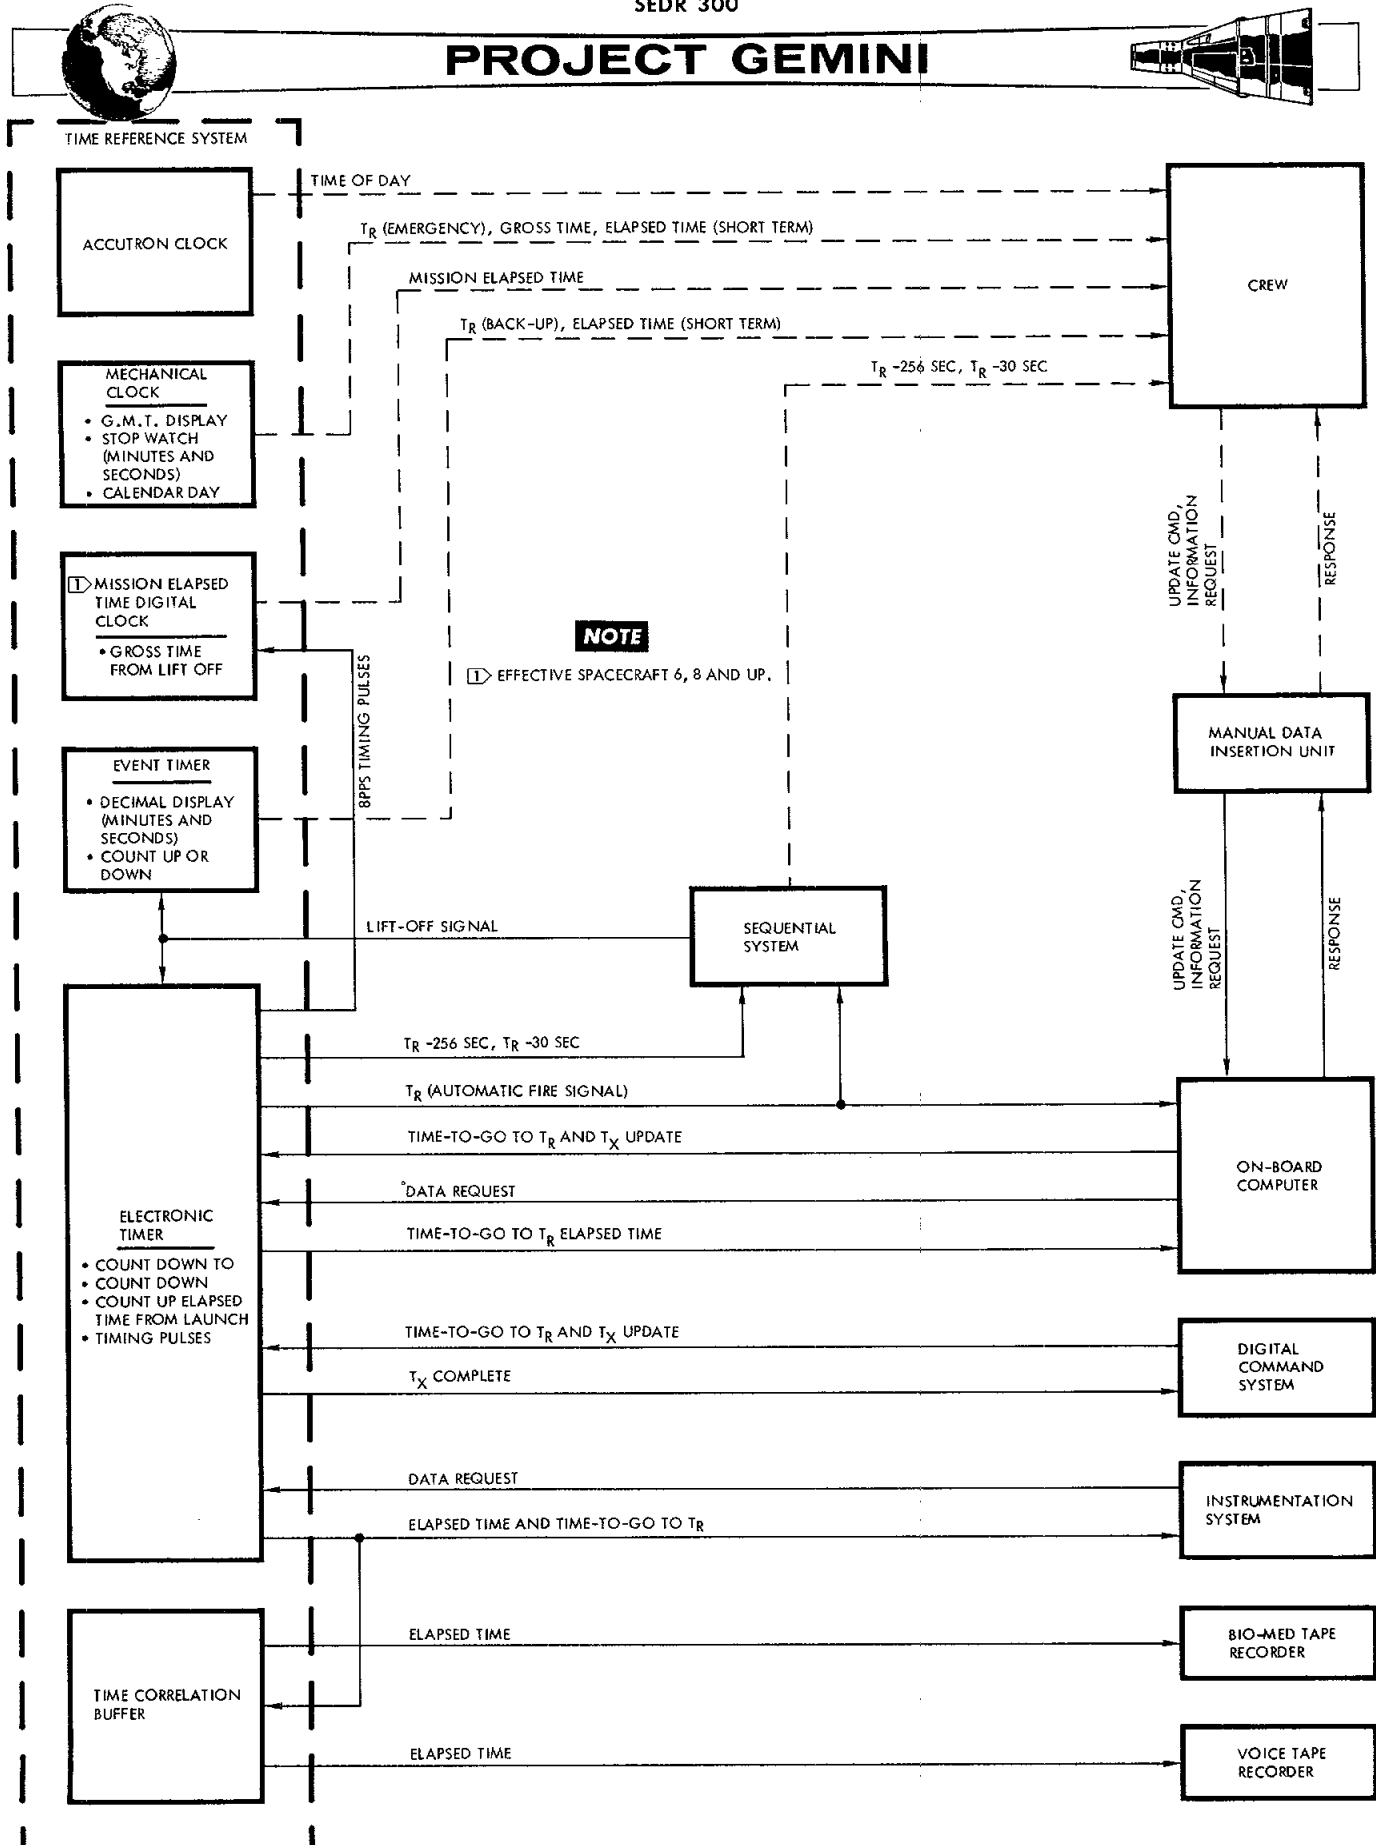 SEDR 300
PROJECT GEMINI
TIME REFERENCE SYSTEM
ACCUTRON CLOCK
TIME OF DAY
TR (EMERGENCY), GROSS TIME, ELAPSED TIME (SHORT TERM)
MISSION ELAPSED TIME
TR (BACK-UP), ELAPSED TIME (SHORT TERM)
TR -256 SEC, TR -30 SEC
CREW
MECHANICAL
CLOCK
• G.M.T. DISPLAY
• STOP WATCH
(MINUTES AND
SECONDS)
• CALENDAR DAY
UPDATE CMD,
INFORMATION
REQUEST
RESPONSE
1 MISSION ELAPSED
TIME DIGITAL
CLOCK
• GROSS TIME
FROM LIFT OFF
8PPS TIMING PULSES
NOTE
1 EFFECTIVE SPACECRAFT 6, 8 AND UP.
MANUAL DATA
INSERTION UNIT
EVENT TIMER
• DECIMAL DISPLAY
(MINUTES AND
SECONDS)
• COUNT UP OR
DOWN
LIFT-OFF SIGNAL
SEQUENTIAL
SYSTEM
UPDATE CMD,
INFORMATION
REQUEST
RESPONSE
TR -256 SEC, TR -30 SEC
TR (AUTOMATIC FIRE SIGNAL)
TIME-TO-GO TO TR AND TX UPDATE
DATA REQUEST
TIME-TO-GO TO TR ELAPSED TIME
ON-BOARD
COMPUTER
ELECTRONIC
TIMER
• COUNT DOWN TO
• COUNT DOWN
• COUNT UP ELAPSED
TIME FROM LAUNCH
• TIMING PULSES
TIME-TO-GO TO TR AND TX UPDATE
TX COMPLETE
DIGITAL
COMMAND
SYSTEM
DATA REQUEST
ELAPSED TIME AND TIME-TO-GO TO TR
INSTRUMENTATION
SYSTEM
ELAPSED TIME
BIO-MED TAPE
RECORDER
TIME CORRELATION
BUFFER
ELAPSED TIME
VOICE TAPE
RECORDER